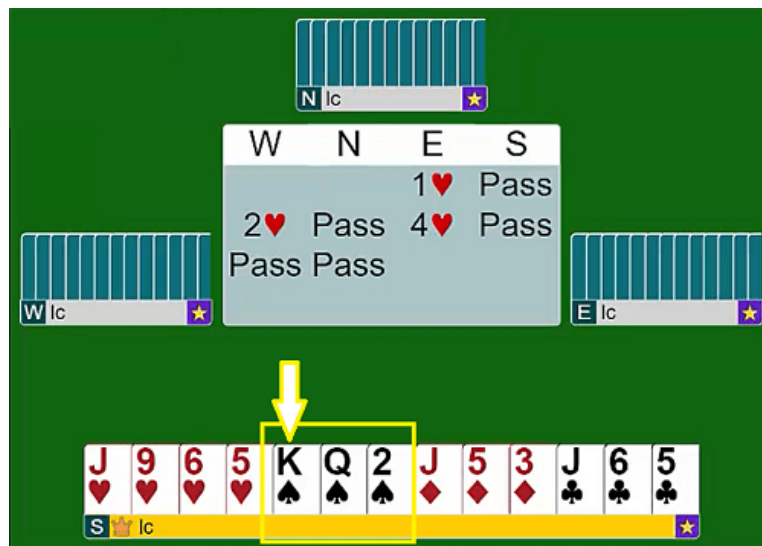 N lc
W N E S
1♥ Pass
2♥ Pass 4♥ Pass
Pass Pass
W lc
E lc
J♥ 9♥ 6♥ 5♥ K♠ Q♠ 2♠ J♦ 5♦ 3♦ J♣ 6♣ 5♣
S lc